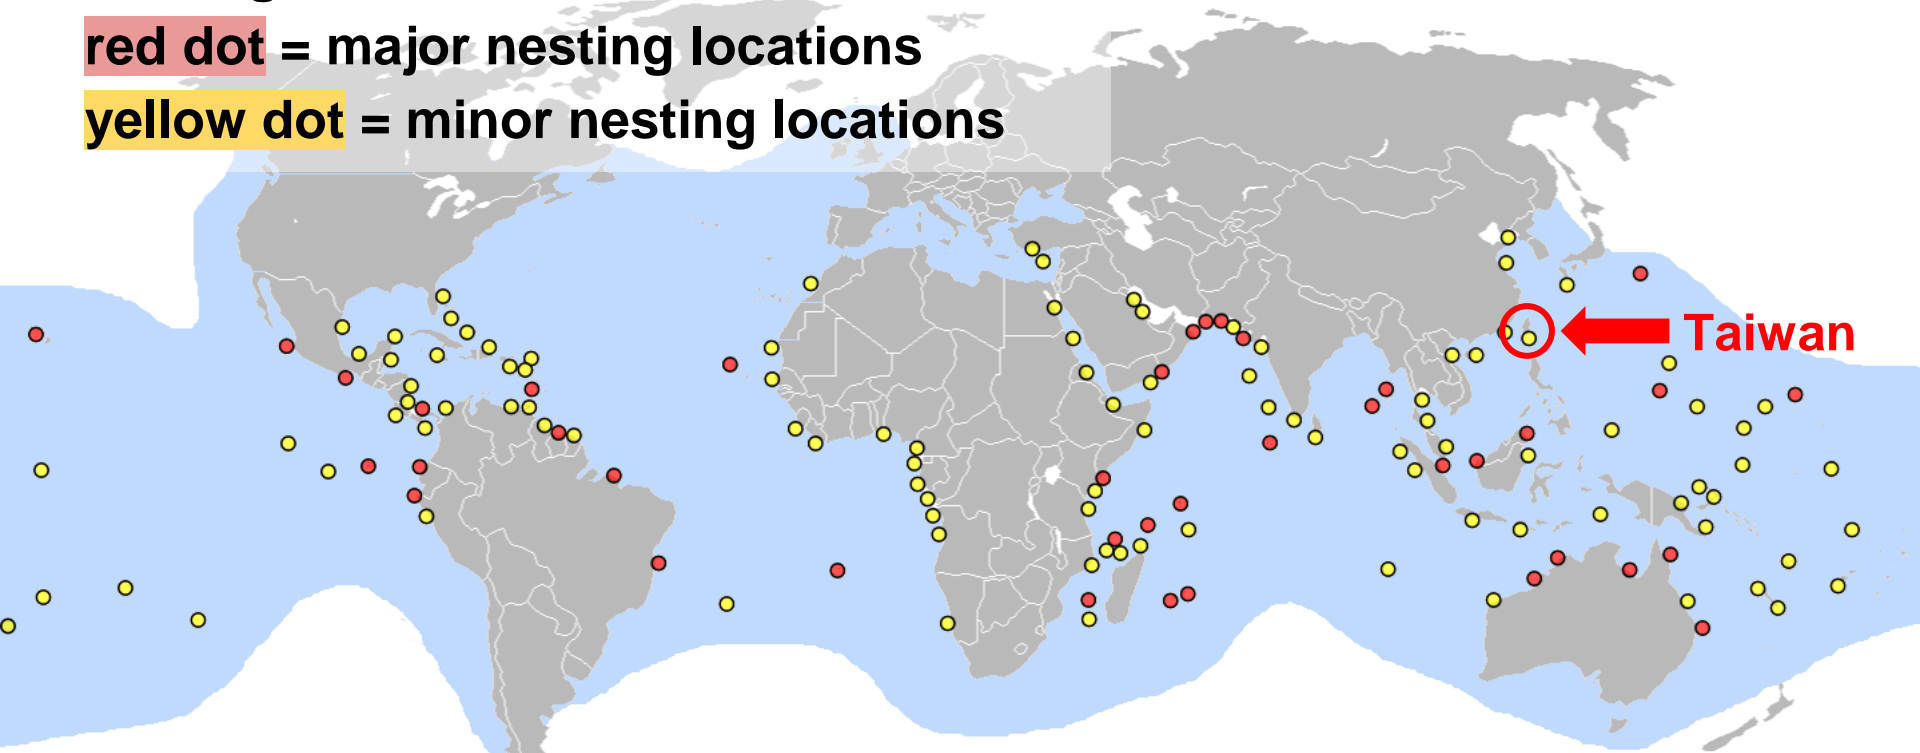 red dot = major nesting locations
yellow dot = minor nesting locations
Taiwan